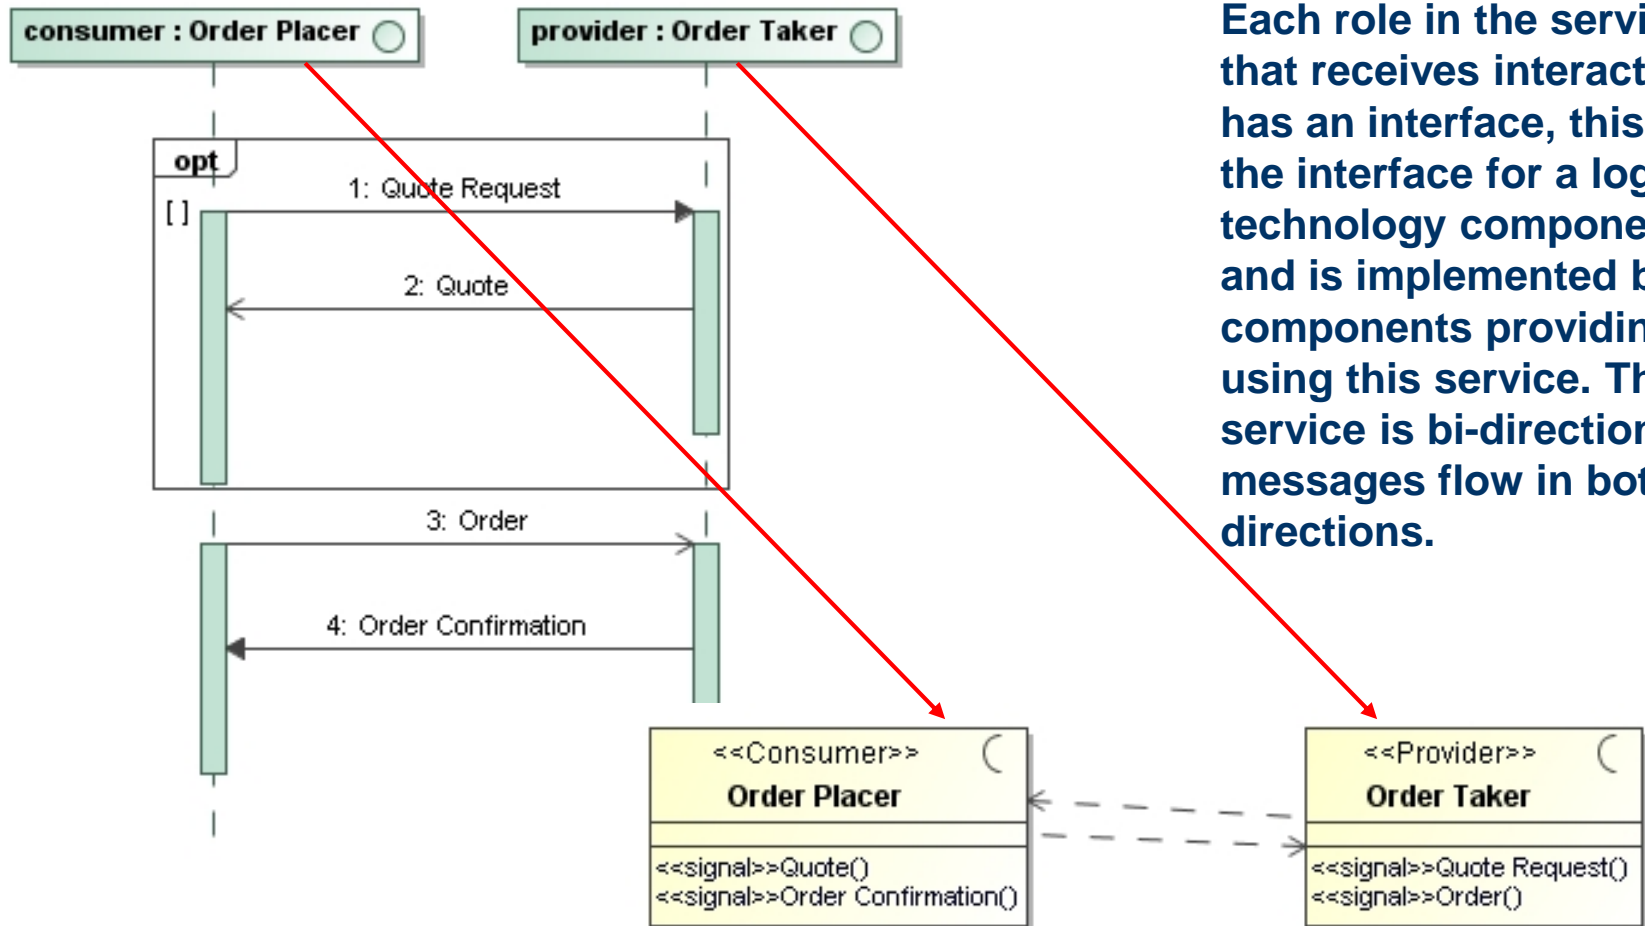 consumer : Order Placer
provider : Order Taker
opt
[ ]
1: Quote Request
2: Quote
3: Order
4: Order Confirmation
Each role in the servi
that receives interact
has an interface, this
the interface for a log
technology compone
and is implemented b
components providin
using this service. Th
service is bi-direction
messages flow in bot
directions.
<<Consumer>>
Order Placer
<<signal>>Quote()
<<signal>>Order Confirmation()
<<Provider>>
Order Taker
<<signal>>Quote Request()
<<signal>>Order()